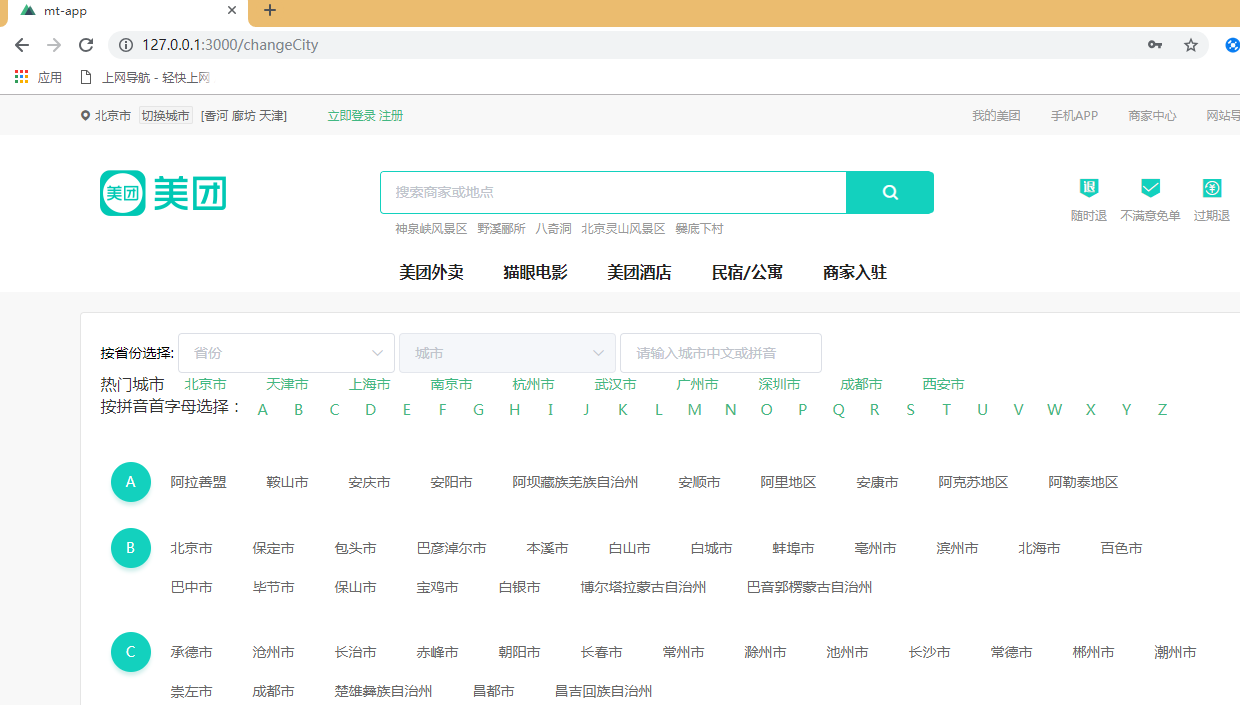 mt-app
127.0.0.1:3000/changeCity
应用 上网导航 - 轻快上网
北京市 切换城市 [香河 廊坊 天津] 立即登录 注册 我的美团 手机APP 商家中心 网站导
美团 美团 搜索商家或地点
神泉峡风景区 野溪郦所 八奇洞 北京灵山风景区 爨底下村 随时退 不满意免单 过期退
美团外卖 猫眼电影 美团酒店 民宿/公寓 商家入驻
按省份选择: 省份 城市 请输入城市中文或拼音
热门城市 北京市 天津市 上海市 南京市 杭州市 武汉市 广州市 深圳市 成都市 西安市
按拼音首字母选择： A B C D E F G H I J K L M N O P Q R S T U V W X Y Z
A 阿拉善盟 鞍山市 安庆市 安阳市 阿坝藏族羌族自治州 安顺市 阿里地区 安康市 阿克苏地区 阿勒泰地区
B 北京市 保定市 包头市 巴彦淖尔市 本溪市 白山市 白城市 蚌埠市 亳州市 滨州市 北海市 百色市
巴中市 毕节市 保山市 宝鸡市 白银市 博尔塔拉蒙古自治州 巴音郭楞蒙古自治州
C 承德市 沧州市 长治市 赤峰市 朝阳市 长春市 常州市 滁州市 池州市 长沙市 常德市 郴州市 潮州市
崇左市 成都市 楚雄彝族自治州 昌都市 昌吉回族自治州